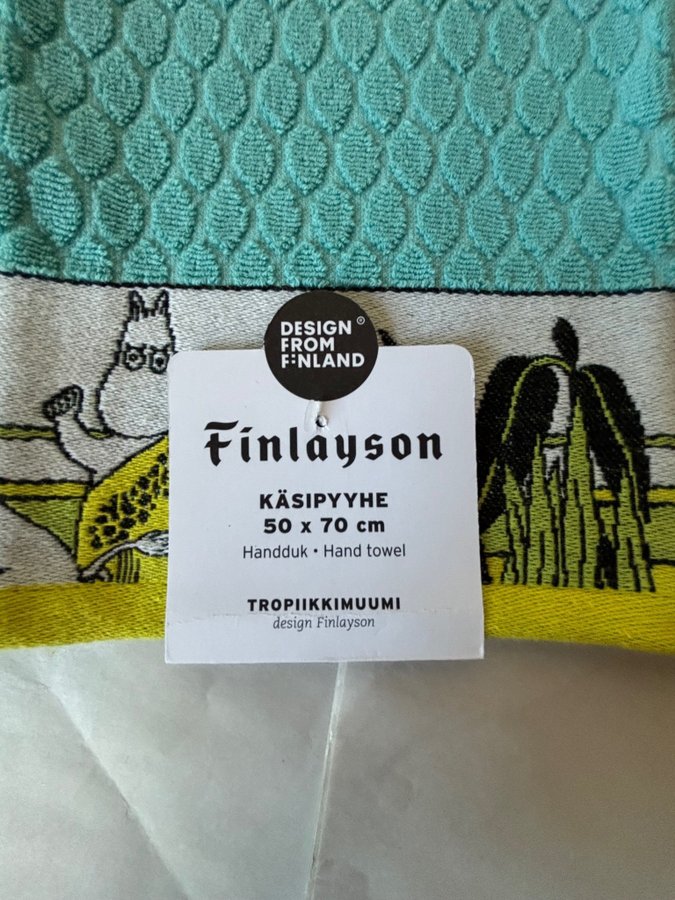 DESIGN ®
FROM
FINLAND
Finlayson
KÄSIPYYHE
50 x 70 cm
Handduk • Hand towel
TROPIIKKIMUUMI
design Finlayson